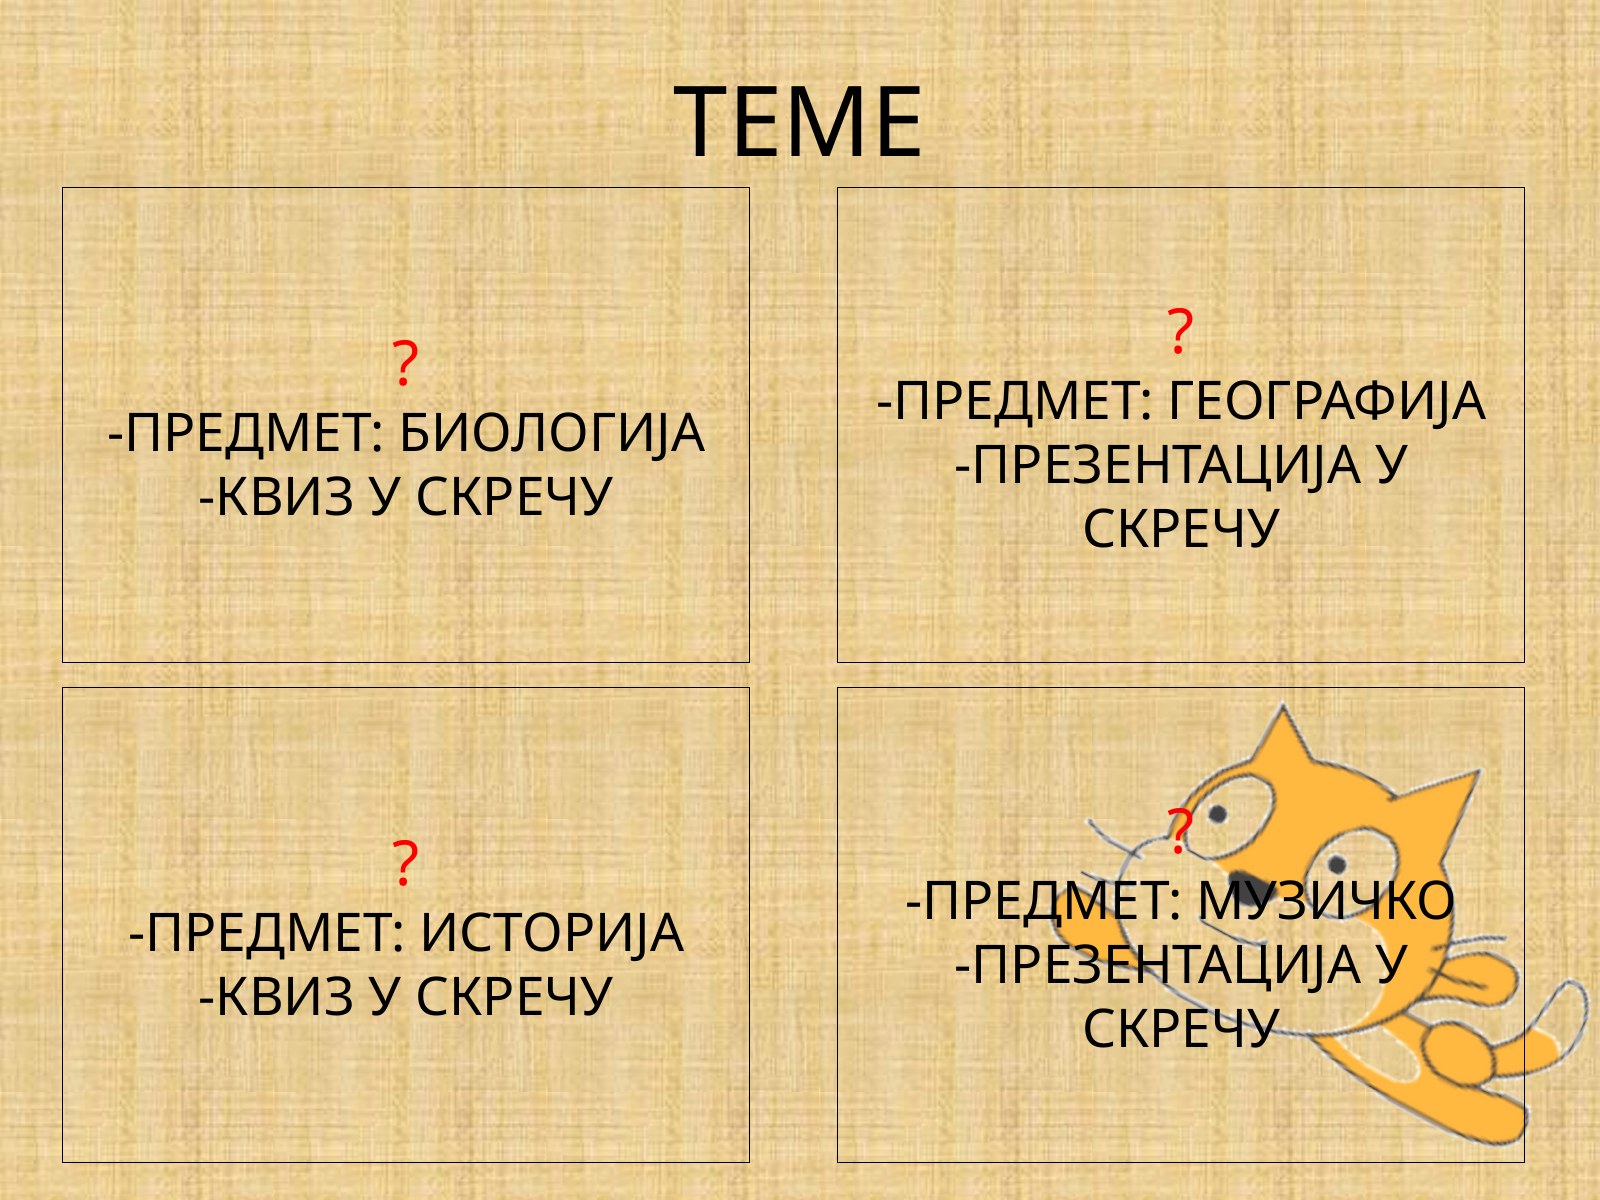 ТЕМЕ
?
-ПРЕДМЕТ: БИОЛОГИЈА
-КВИЗ У СКРЕЧУ
?
-ПРЕДМЕТ: ГЕОГРАФИЈА
-ПРЕЗЕНТАЦИЈА У
СКРЕЧУ
?
-ПРЕДМЕТ: ИСТОРИЈА
-КВИЗ У СКРЕЧУ
?
-ПРЕДМЕТ: МУЗИЧКО
-ПРЕЗЕНТАЦИЈА У
СКРЕЧУ